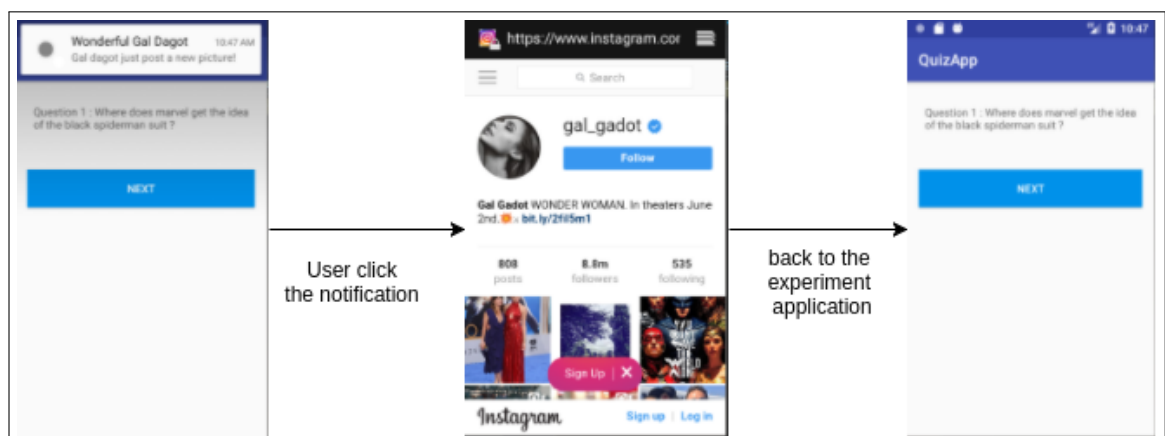 Wonderful Gal Dagot 10:47 AM
Gal dagot just post a new picture!
Question 1 : Where does marvel get the idea
of the black spiderman suit ?
NEXT
User click
the notification
https://www.instagram.cor
Search
gal_gadot
Follow
Gal Gadot WONDER WOMAN. In theaters June
2nd. bit.ly/2fiI5m1
808 8.8m 535
posts followers following
Sign Up | X
Instagram Sign up | Log in
back to the
experiment
application
10:47
QuizApp
Question 1 : Where does marvel get the idea
of the black spiderman suit ?
NEXT